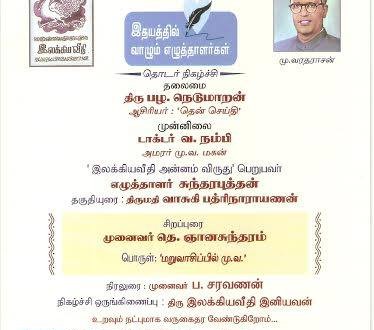 இலக்கியவீதி
இதயத்தில்
வாழும் எழுத்தாளர்கள்
மு.வரதராசன்
தொடர் நிகழ்ச்சி
தலைமை
திரு பழ. நெடுமாறன்
ஆசிரியர் : 'தென் செய்தி'
முன்னிலை
டாக்டர் வ. நம்பி
அமரர் மு.வ. மகன்
' இலக்கியவீதி அன்னம் விருது' பெறுபவர்
எழுத்தாளர் சுந்தரபுத்தன்
தகுதியுரை : திருமதி வாசுகி பத்ரிநாராயணன்
சிறப்புரை
முனைவர் தெ. ஞானசுந்தரம்
பொருள்: 'மறுவாசிப்பில் மு.வ.'
நிரலுரை : முனைவர் ப. சரவணன்
நிகழ்ச்சி ஒருங்கிணைப்பு : திரு இலக்கியவீதி இனியவன்
உறவும் நட்புமாக வருகைதர வேண்டுகிறோம்...